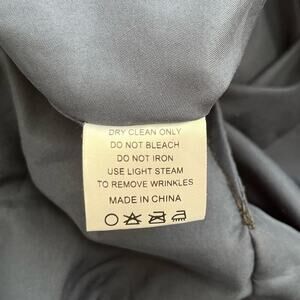 DRY CLEAN ONLY
DO NOT BLEACH
DO NOT IRON
USE LIGHT STEAM
TO REMOVE WRINKLES
MADE IN CHINA